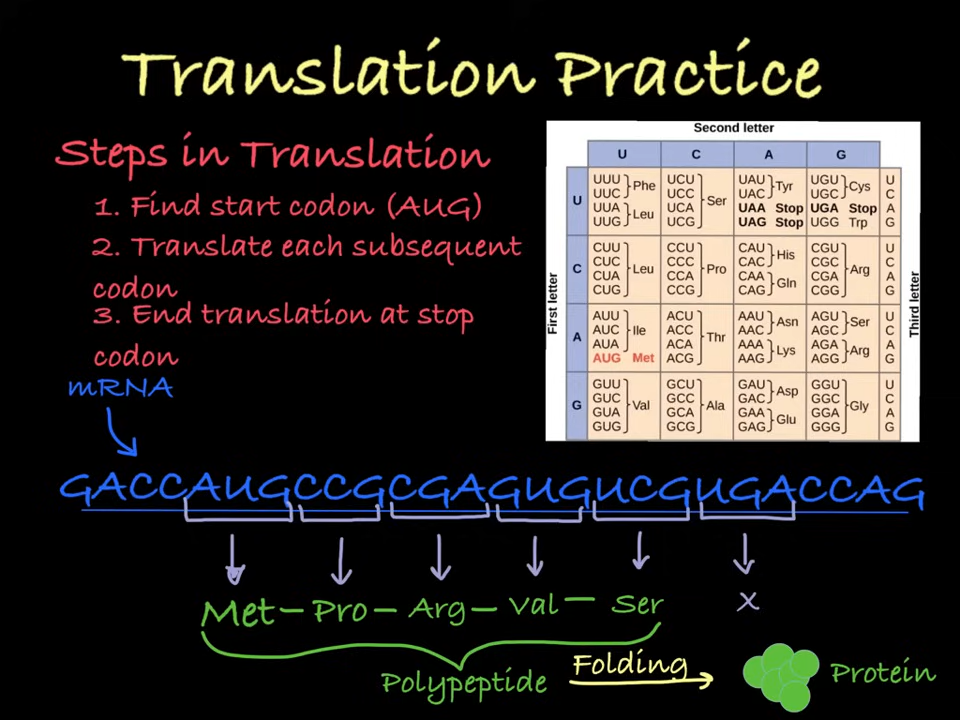 Translation Practice
Steps in Translation
1. Find start codon (AUG)
2. Translate each subsequent
codon
3. End translation at stop
codon
mRNA
Second letter
U C A G
First letter
Third letter
U
UUU UUC Phe
UUA UUG Leu
UCU UCC UCA UCG Ser
UAU UAC Tyr
UAA Stop
UAG Stop
UGU UGC Cys
UGA Stop
UGG Trp
U C A G
C
CUU CUC CUA CUG Leu
CCU CCC CCA CCG Pro
CAU CAC His
CAA CAG Gln
CGU CGC CGA CGG Arg
U C A G
A
AUU AUC AUA Ile
AUG Met
ACU ACC ACA ACG Thr
AAU AAC Asn
AAA AAG Lys
AGU AGC Ser
AGA AGG Arg
U C A G
G
GUU GUC GUA GUG Val
GCU GCC GCA GCG Ala
GAU GAC Asp
GAA GAG Glu
GGU GGC GGA GGG Gly
U C A G
GACCAUGCCGCGAGUGUCGUGACCAG
Met – Pro – Arg – Val – Ser X
Polypeptide
Folding
Protein